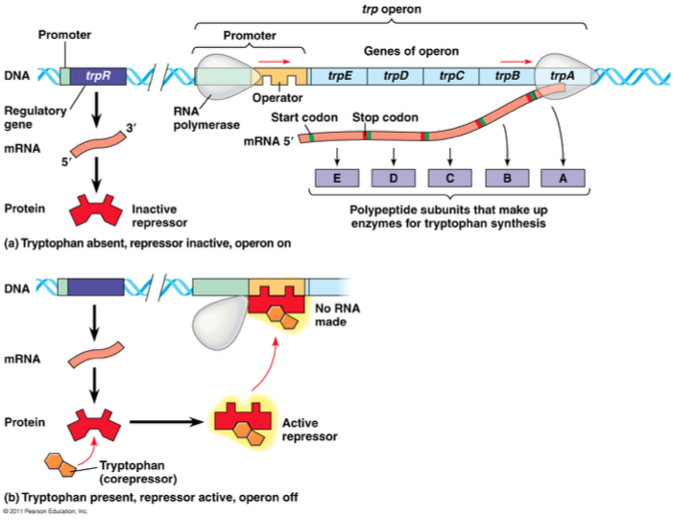 trp operon
Promoter
Promoter
Genes of operon
DNA
trpR
trpE
trpD
trpC
trpB
trpA
Operator
Regulatory
gene
RNA
polymerase
Start codon
Stop codon
3′
mRNA
mRNA 5′
5′
E
D
C
B
A
Protein
Inactive
repressor
Polypeptide subunits that make up
enzymes for tryptophan synthesis
(a) Tryptophan absent, repressor inactive, operon on
DNA
No RNA
made
mRNA
Protein
Active
repressor
Tryptophan
(corepressor)
(b) Tryptophan present, repressor active, operon off
© 2011 Pearson Education, Inc.